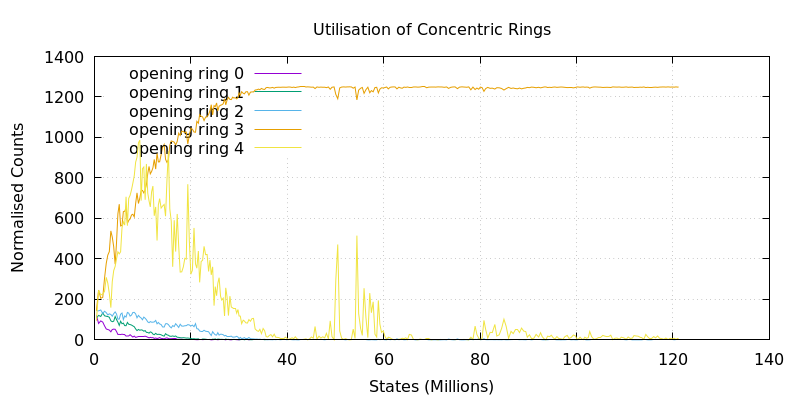 Utilisation of Concentric Rings
1400
1200
1000
800
600
400
200
0
Normalised Counts
opening ring 0
opening ring 1
opening ring 2
opening ring 3
opening ring 4
0 20 40 60 80 100 120 140
States (Millions)